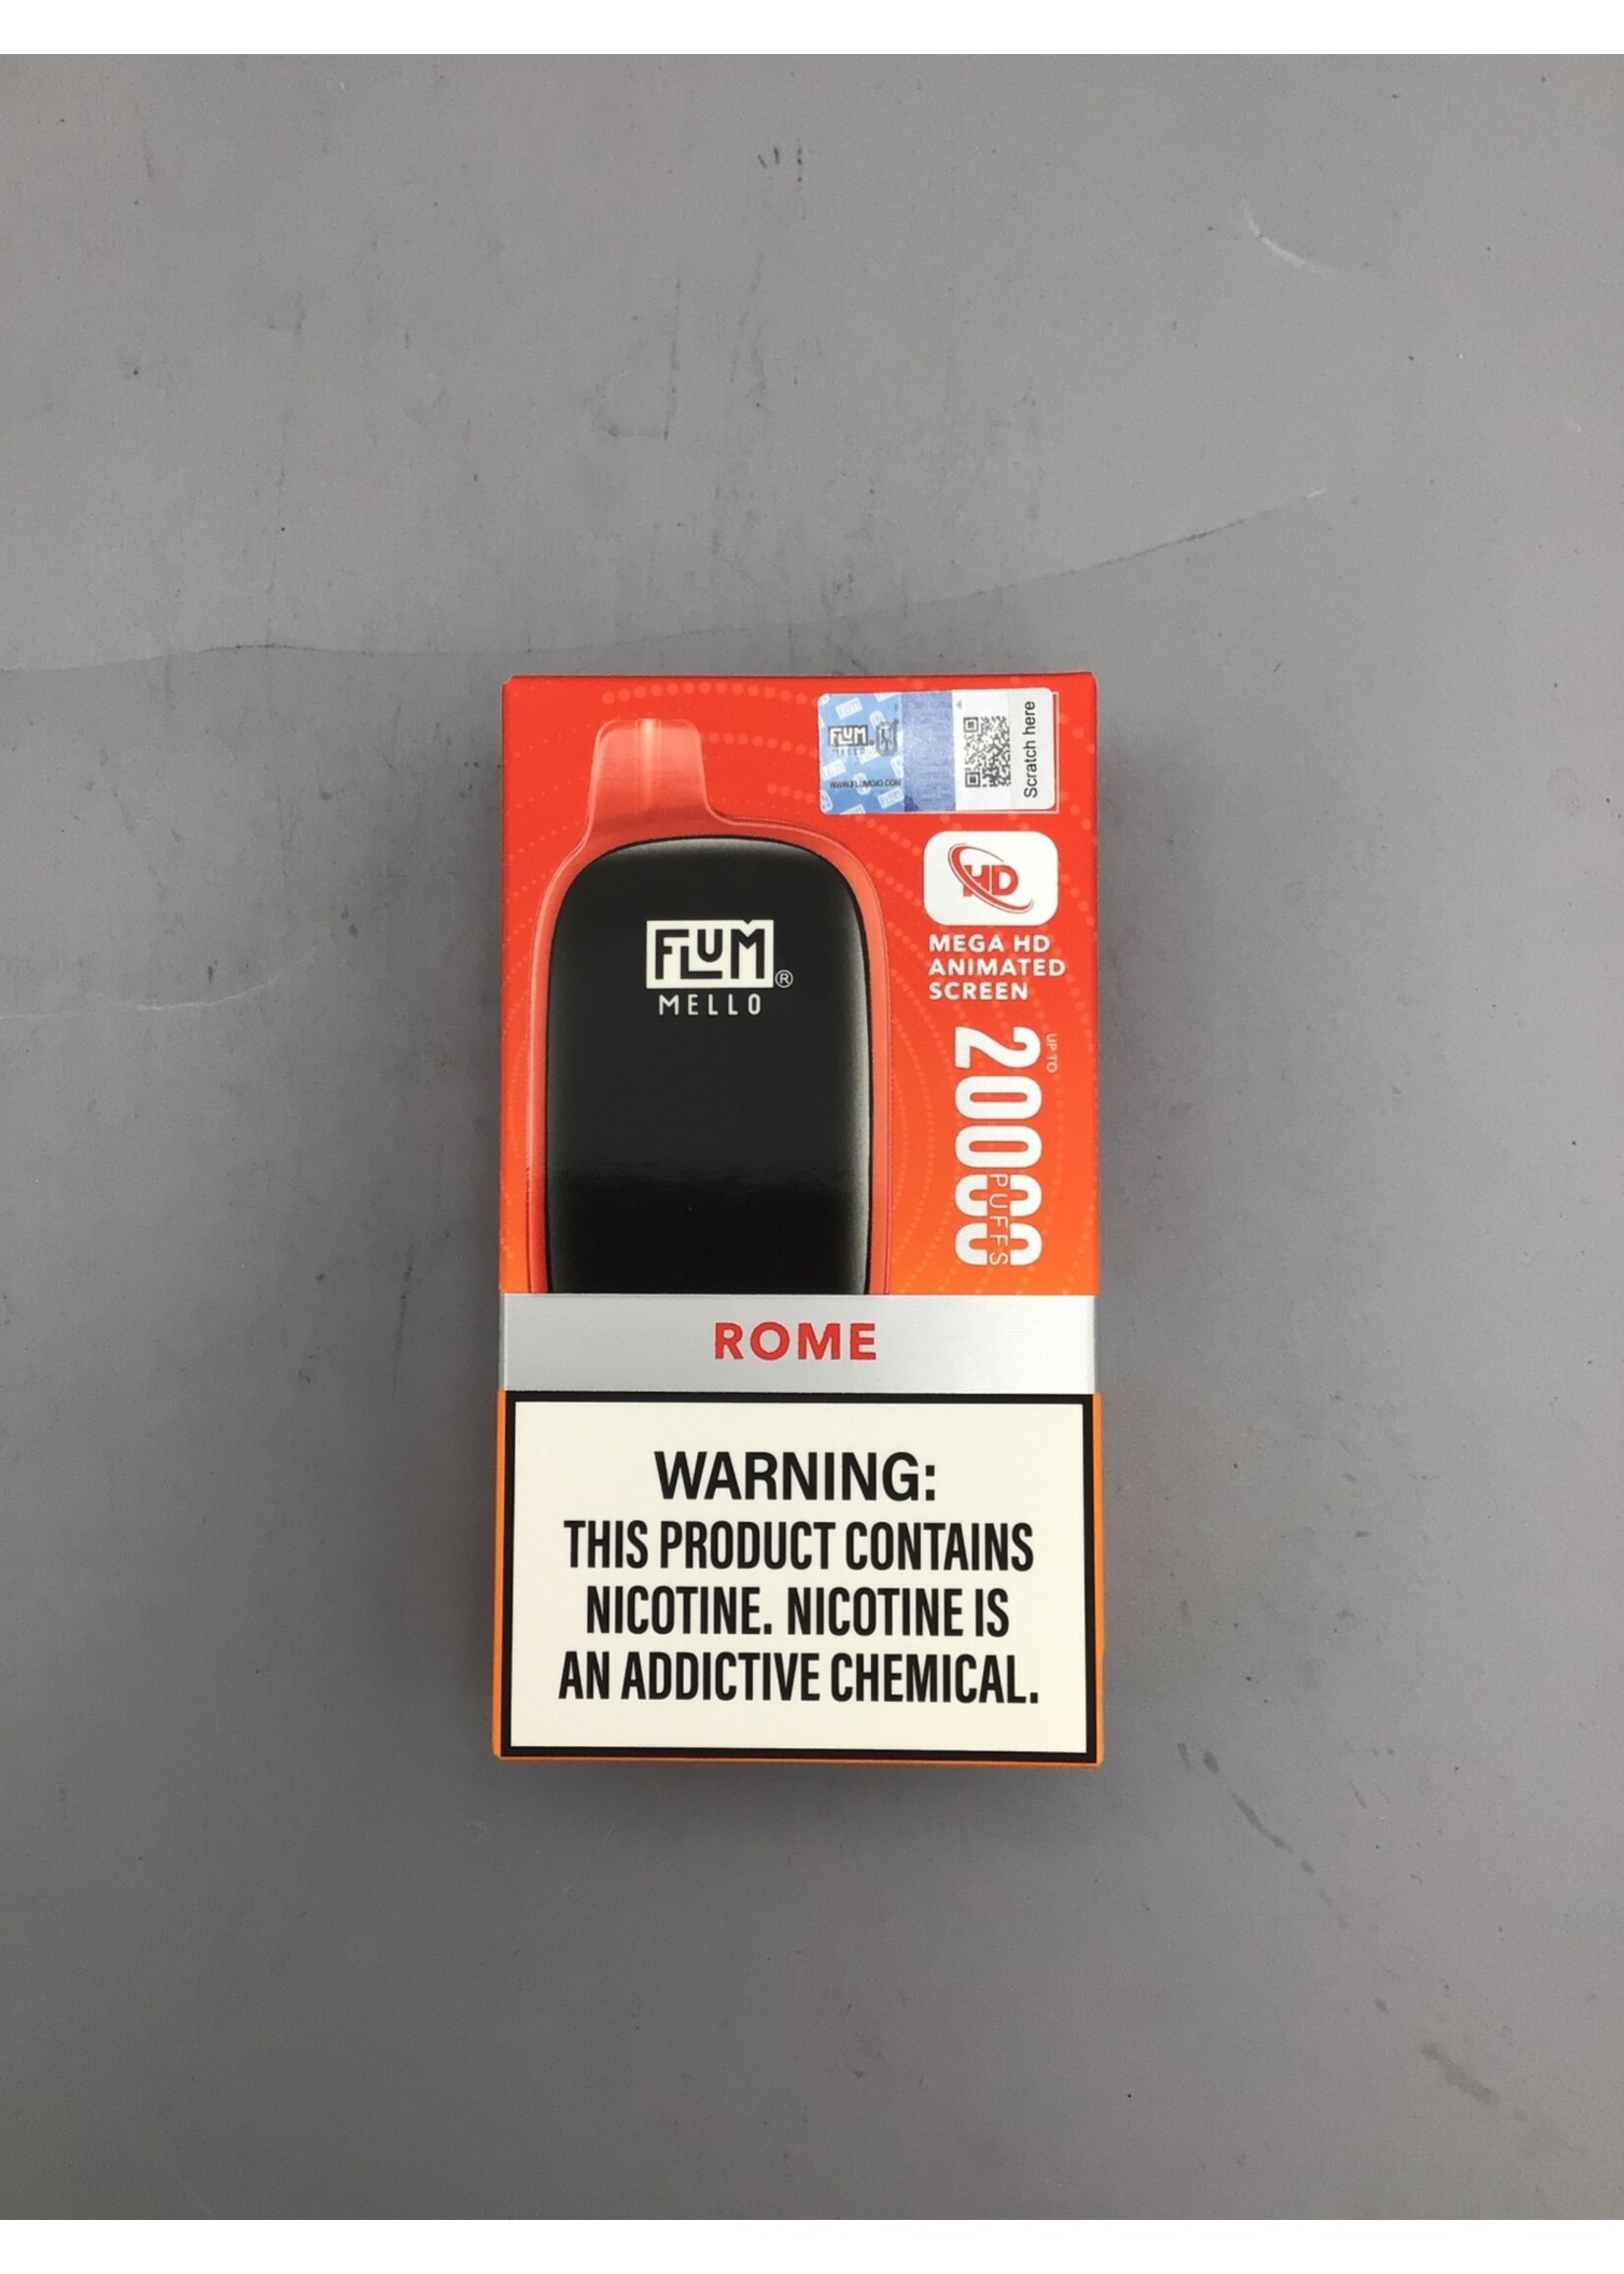 FLUM
WWW.FLUMGIO.COM
Scratch here
HD
MEGA HD
ANIMATED
SCREEN
FLUM®
MELLO
UP TO
20000
PUFFS
ROME
WARNING:
THIS PRODUCT CONTAINS
NICOTINE. NICOTINE IS
AN ADDICTIVE CHEMICAL.